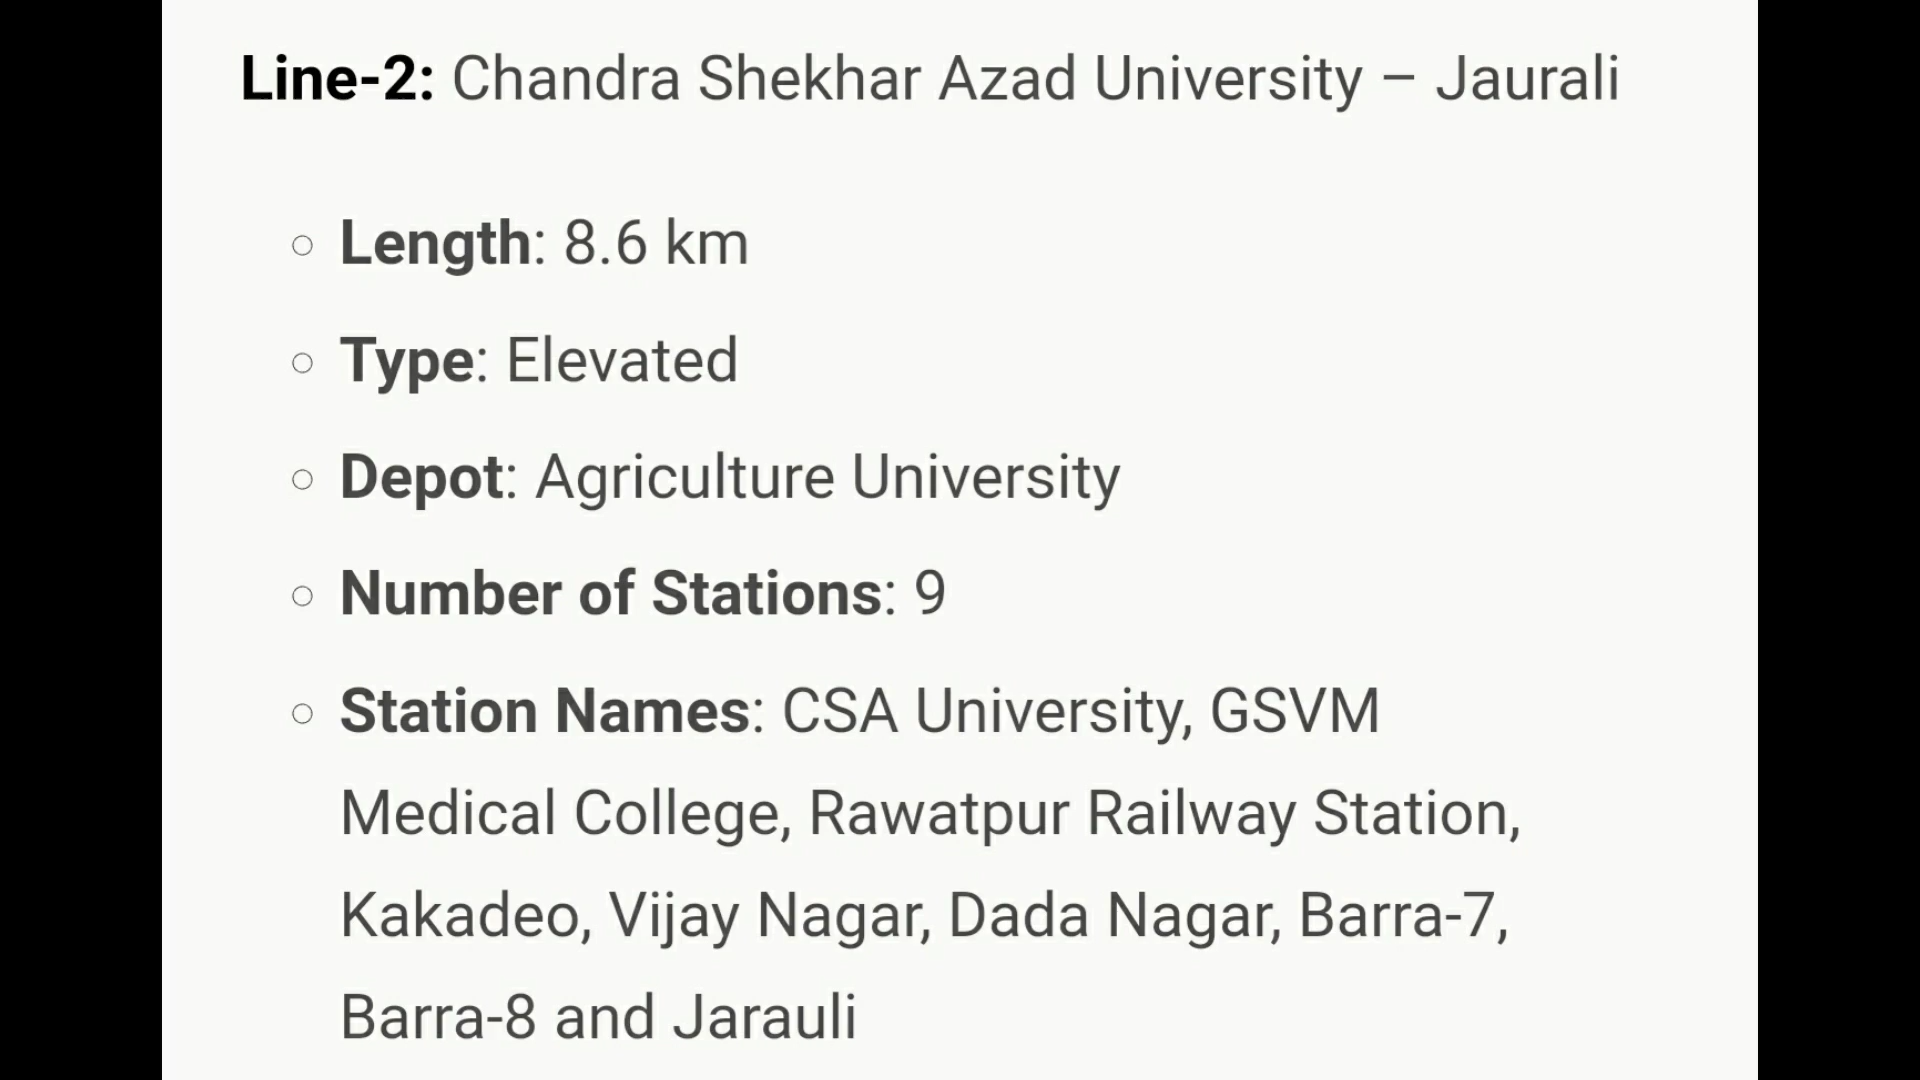 Line-2: Chandra Shekhar Azad University – Jaurali
Length: 8.6 km
Type: Elevated
Depot: Agriculture University
Number of Stations: 9
Station Names: CSA University, GSVM
Medical College, Rawatpur Railway Station,
Kakadeo, Vijay Nagar, Dada Nagar, Barra-7,
Barra-8 and Jarauli